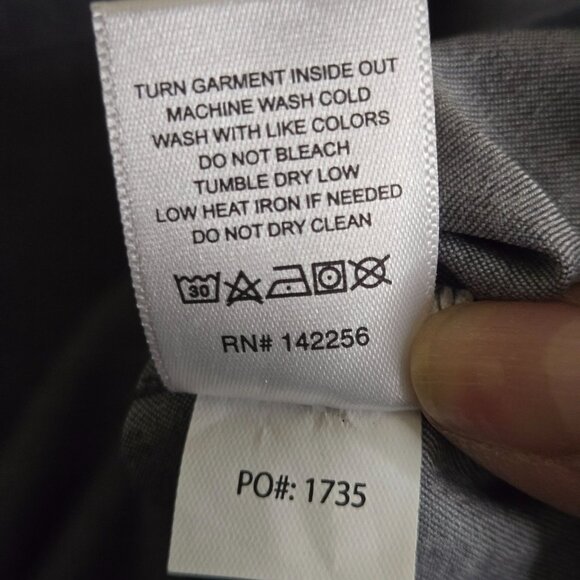 TURN GARMENT INSIDE OUT
MACHINE WASH COLD
WASH WITH LIKE COLORS
DO NOT BLEACH
TUMBLE DRY LOW
LOW HEAT IRON IF NEEDED
DO NOT DRY CLEAN
30
RN# 142256
PO#: 1735